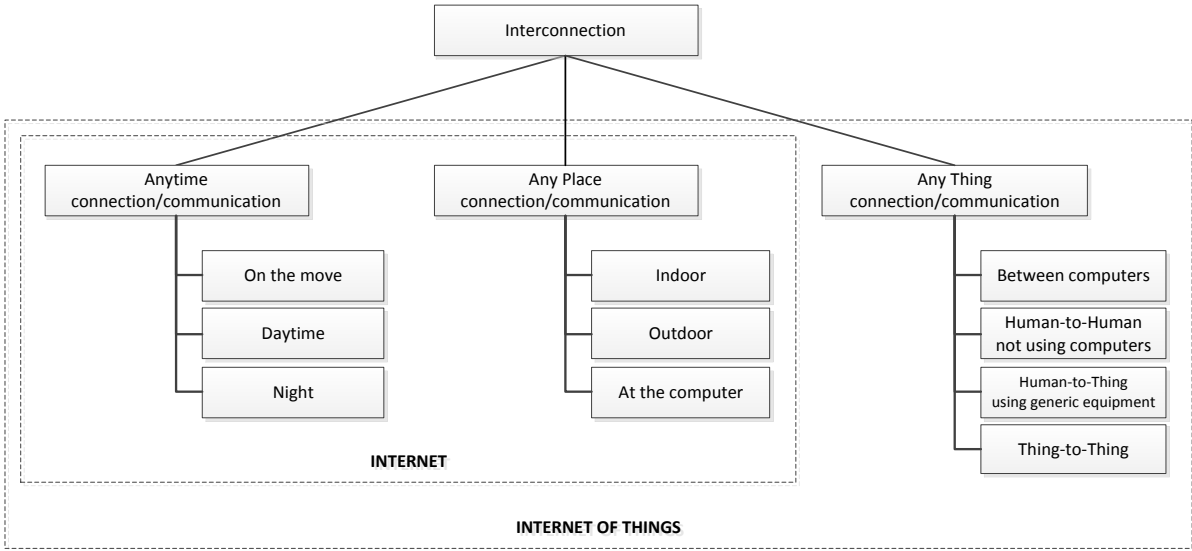 Interconnection
Anytime
connection/communication
On the move
Daytime
Night
Any Place
connection/communication
Indoor
Outdoor
At the computer
INTERNET
Any Thing
connection/communication
Between computers
Human-to-Human
not using computers
Human-to-Thing
using generic equipment
Thing-to-Thing
INTERNET OF THINGS